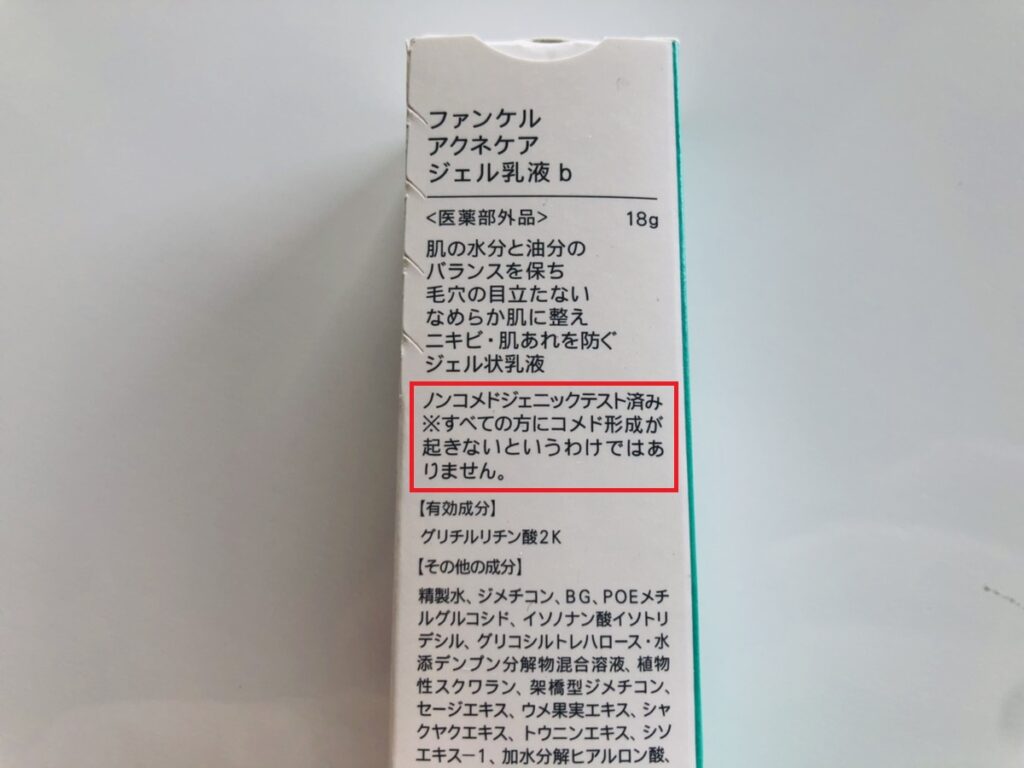 ファンケル
アクネケア
ジェル乳液 b
<医薬部外品> 18g
肌の水分と油分の
バランスを保ち
毛穴の目立たない
なめらか肌に整え
ニキビ・肌あれを防ぐ
ジェル状乳液
ノンコメドジェニックテスト済み
※すべての方にコメド形成が
起きないというわけではあ
りません。
【有効成分】
グリチルリチン酸2K
【その他の成分】
精製水、ジメチコン、BG、POEメチ
ルグルコシド、イソノナン酸イソトリ
デシル、グリコシルトレハロース・水
添デンプン分解物混合溶液、植物
性スクワラン、架橋型ジメチコン、
セージエキス、ウメ果実エキス、シャ
クヤクエキス、トウニンエキス、シソ
エキス-1、加水分解ヒアルロン酸、